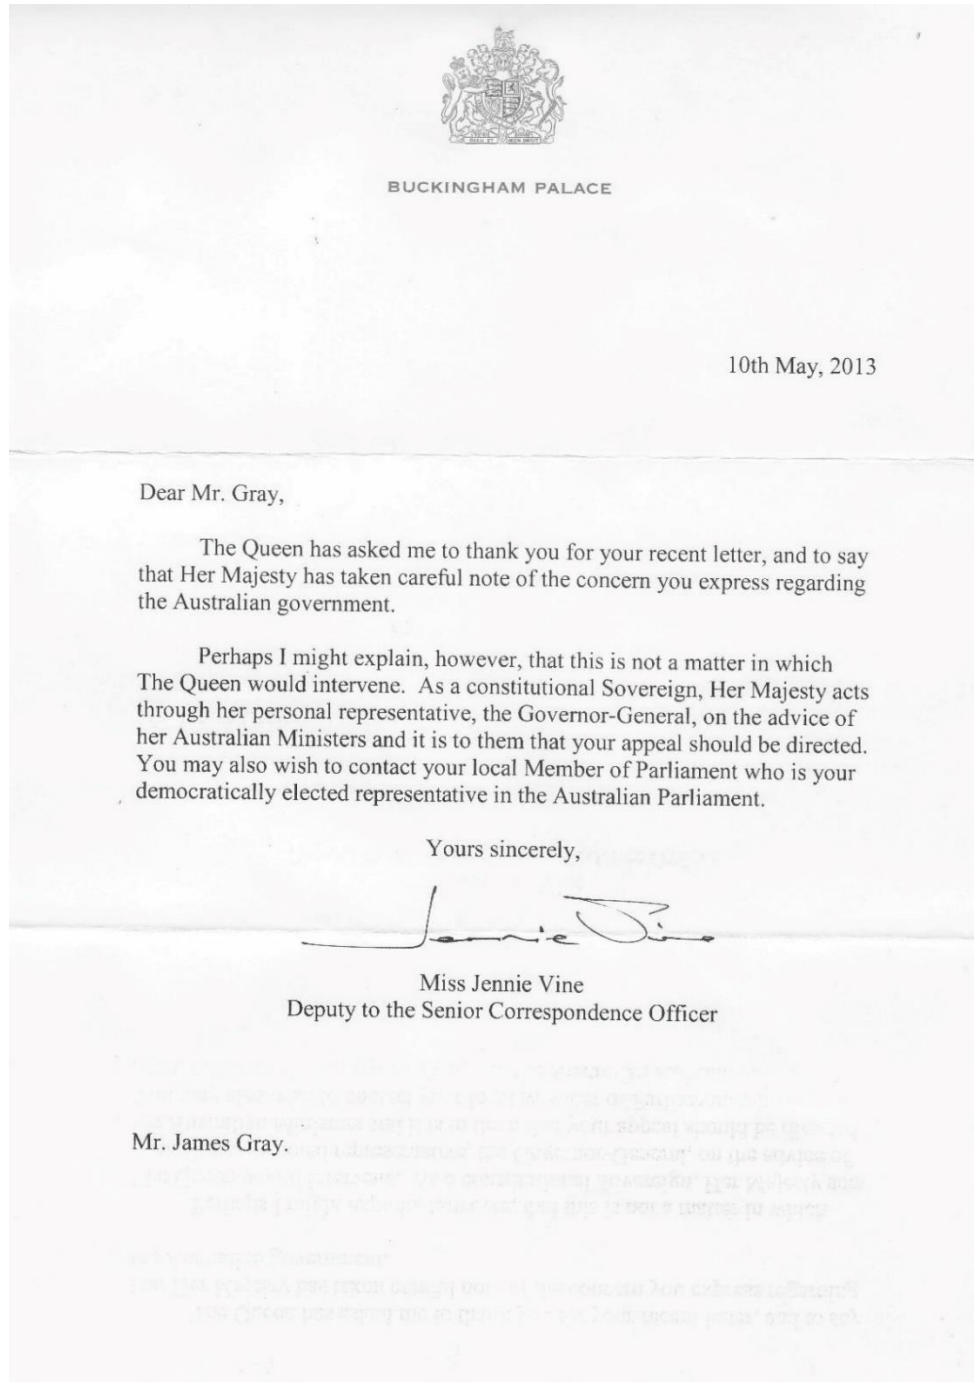 BUCKINGHAM PALACE
10th May, 2013
Dear Mr. Gray,
The Queen has asked me to thank you for your recent letter, and to say
that Her Majesty has taken careful note of the concern you express regarding
the Australian government.
Perhaps I might explain, however, that this is not a matter in which
The Queen would intervene.  As a constitutional Sovereign, Her Majesty acts
through her personal representative, the Governor-General, on the advice of
her Australian Ministers and it is to them that your appeal should be directed.
You may also wish to contact your local Member of Parliament who is your
democratically elected representative in the Australian Parliament.
Yours sincerely,
Jennie Vine
Miss Jennie Vine
Deputy to the Senior Correspondence Officer
Mr. James Gray.